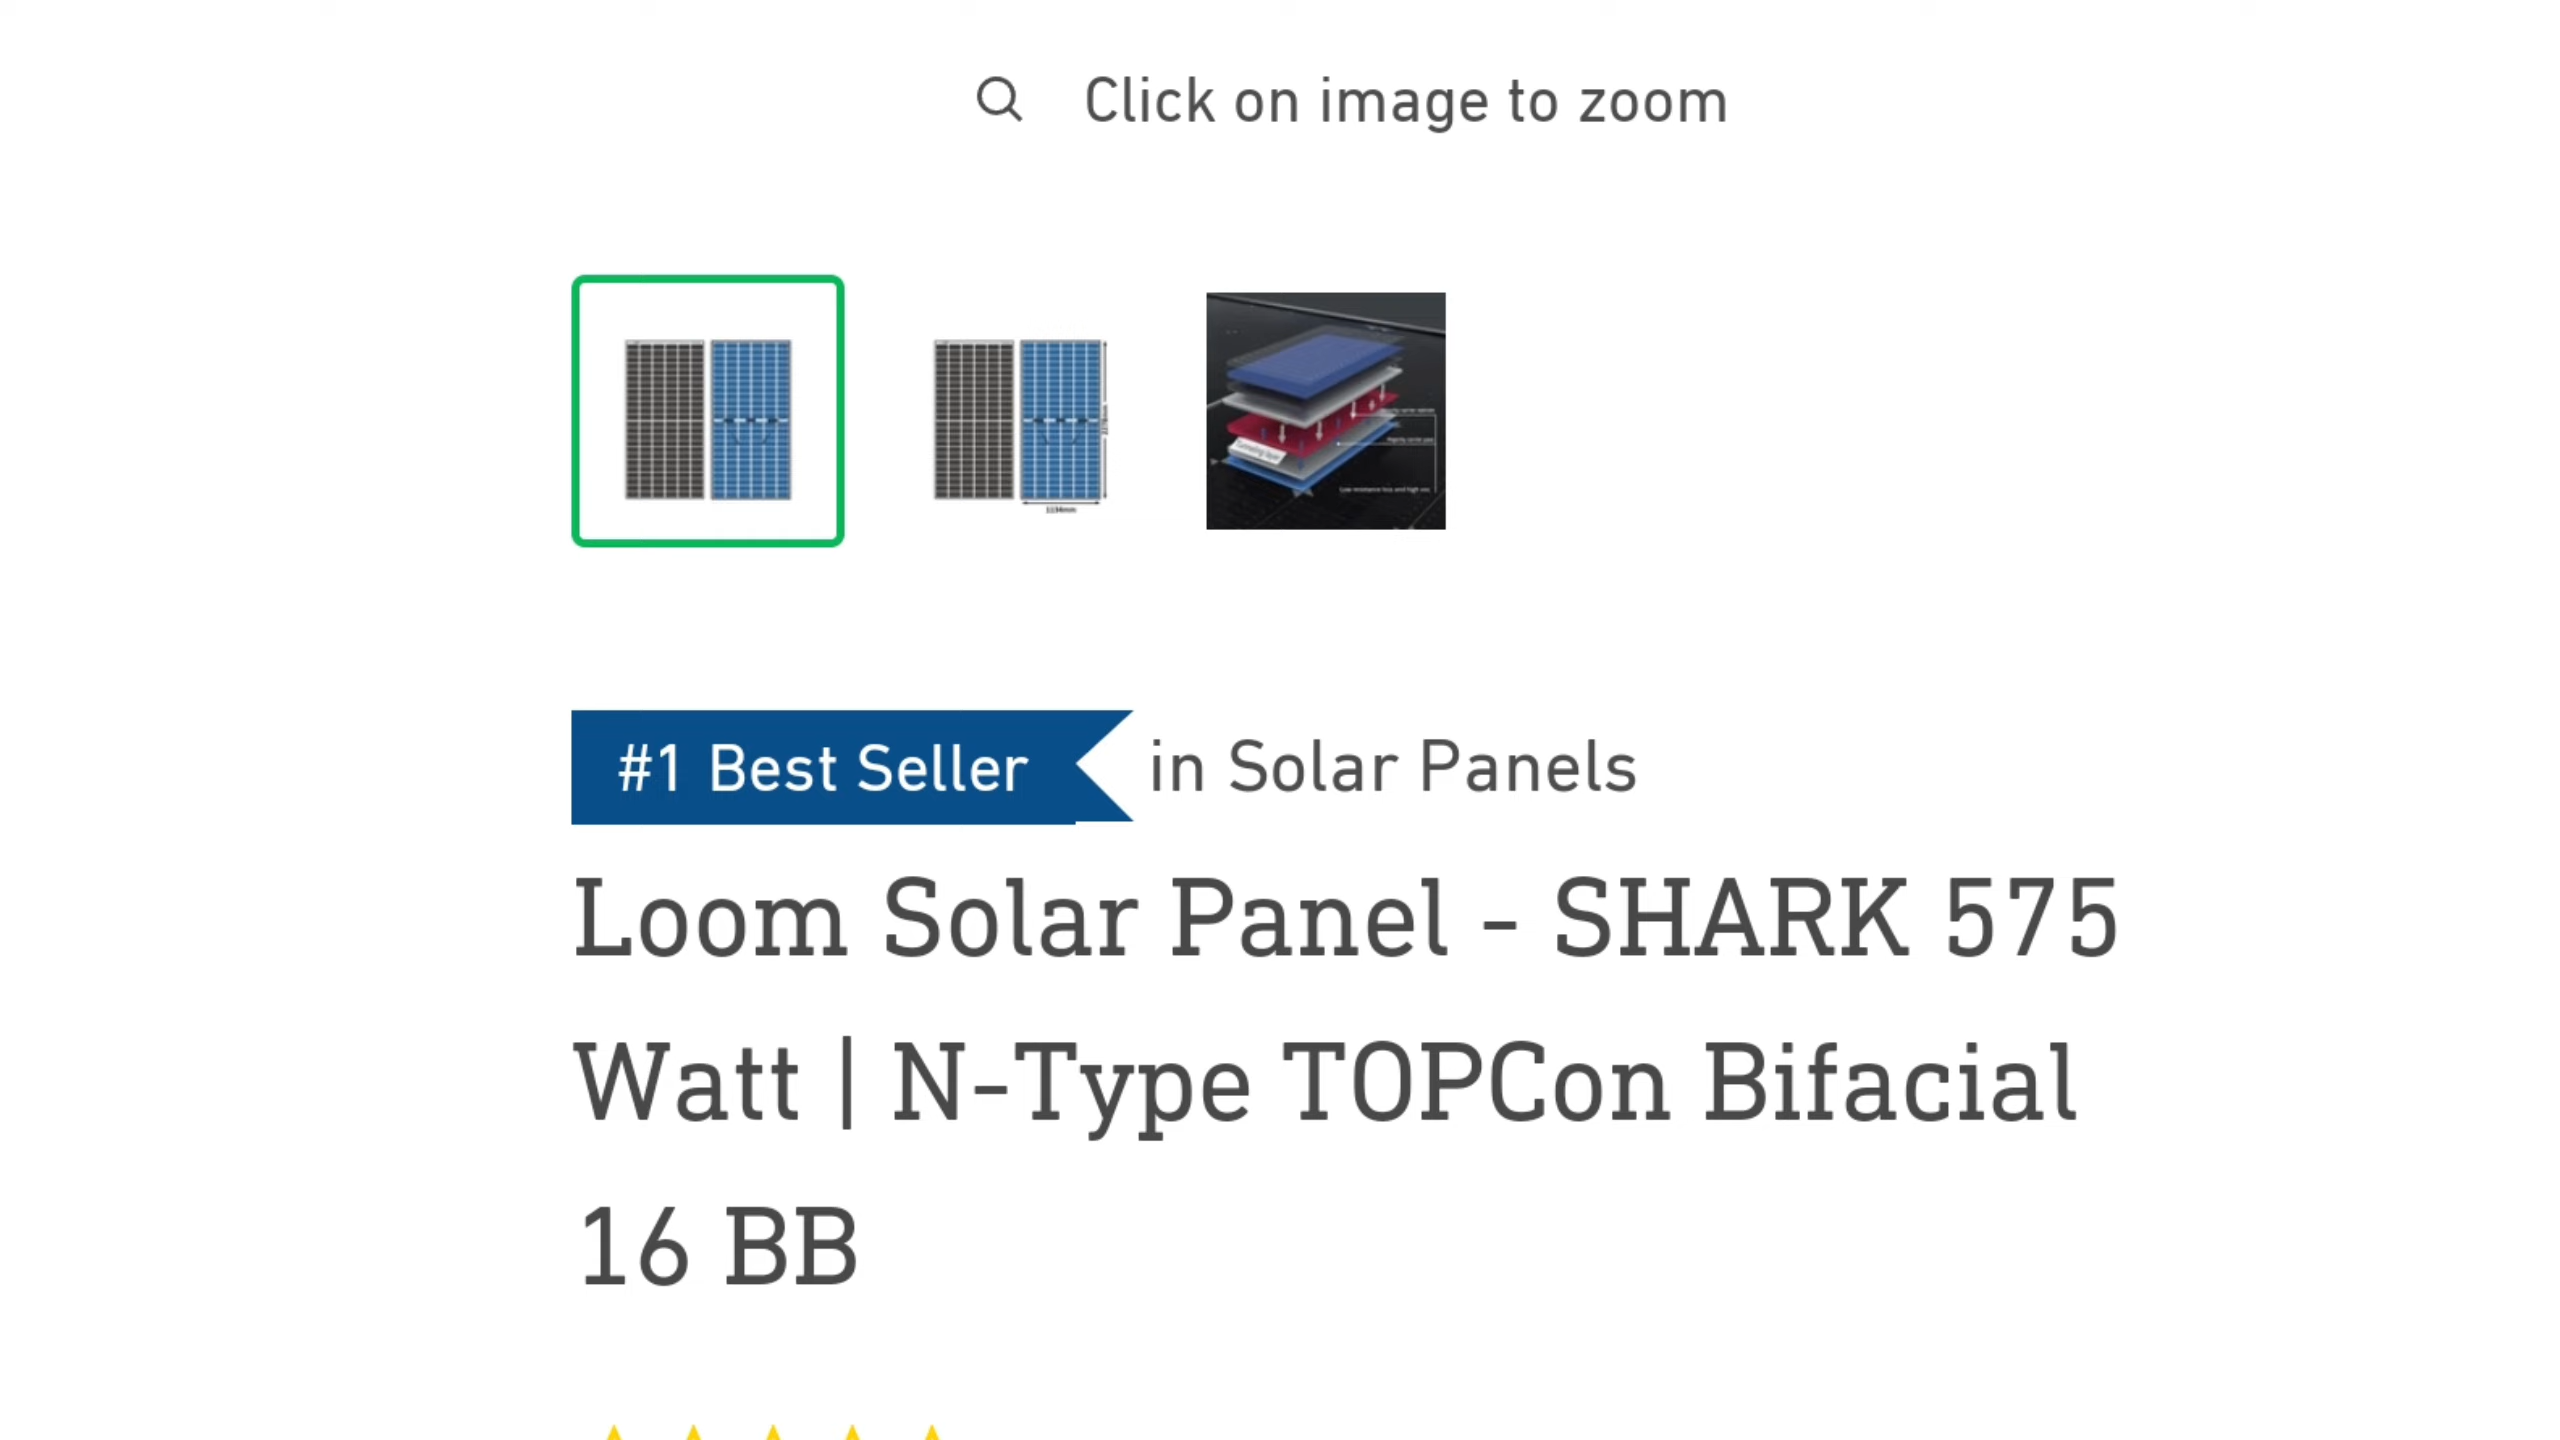 Click on image to zoom
1134mm
#1 Best Seller in Solar Panels
Loom Solar Panel - SHARK 575
Watt | N-Type TOPCon Bifacial
16 BB